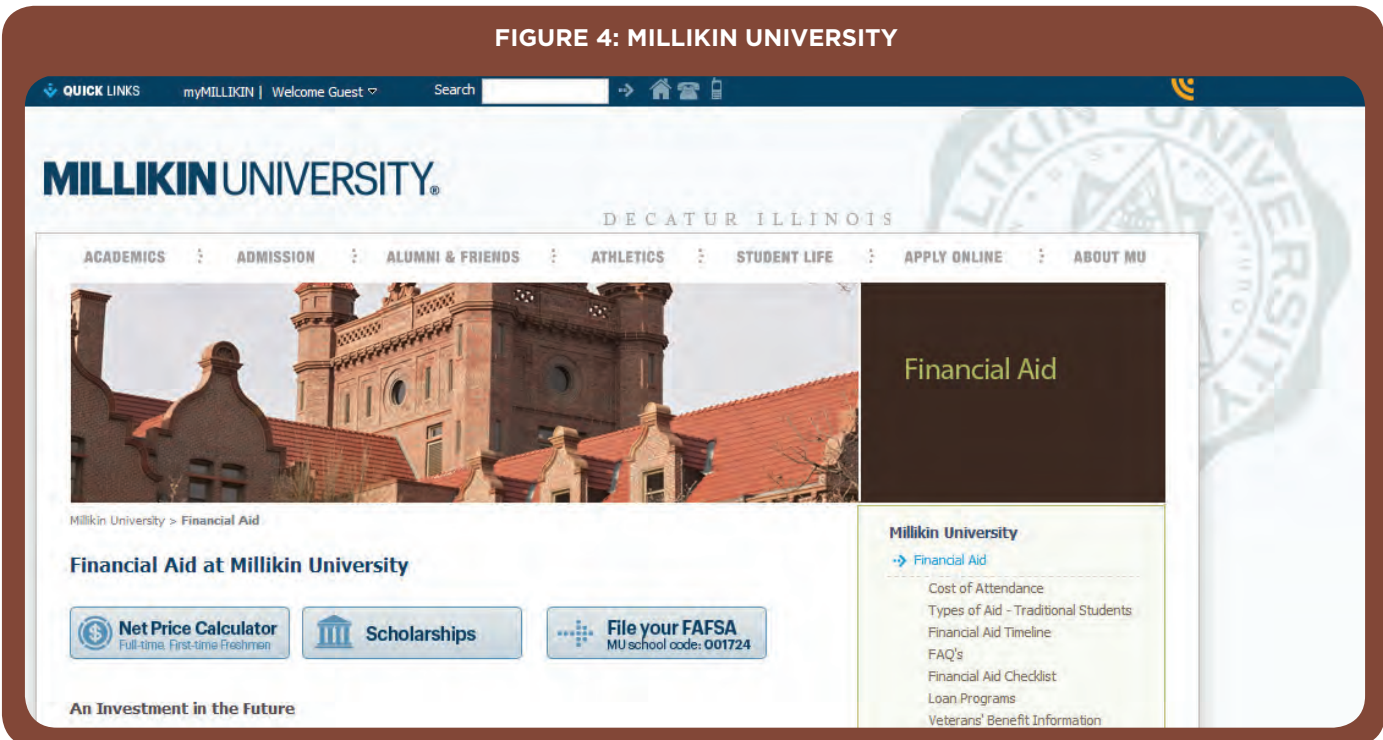 FIGURE 4: MILLIKIN UNIVERSITY
QUICK LINKS myMILLIKIN | Welcome Guest Search
MILLIKIN UNIVERSITY®
DECATUR ILLINOIS
LIKIN UNIVERSITY
ACADEMICS ADMISSION ALUMNI & FRIENDS ATHLETICS STUDENT LIFE APPLY ONLINE ABOUT MU
Financial Aid
Millikin University > Financial Aid
Financial Aid at Millikin University
Net Price Calculator
Full-time, First-time Freshmen
Scholarships
File your FAFSA
MU school code: 001724
An Investment in the Future
Millikin University
Financial Aid
Cost of Attendance
Types of Aid - Traditional Students
Financial Aid Timeline
FAQ's
Financial Aid Checklist
Loan Programs
Veterans' Benefit Information